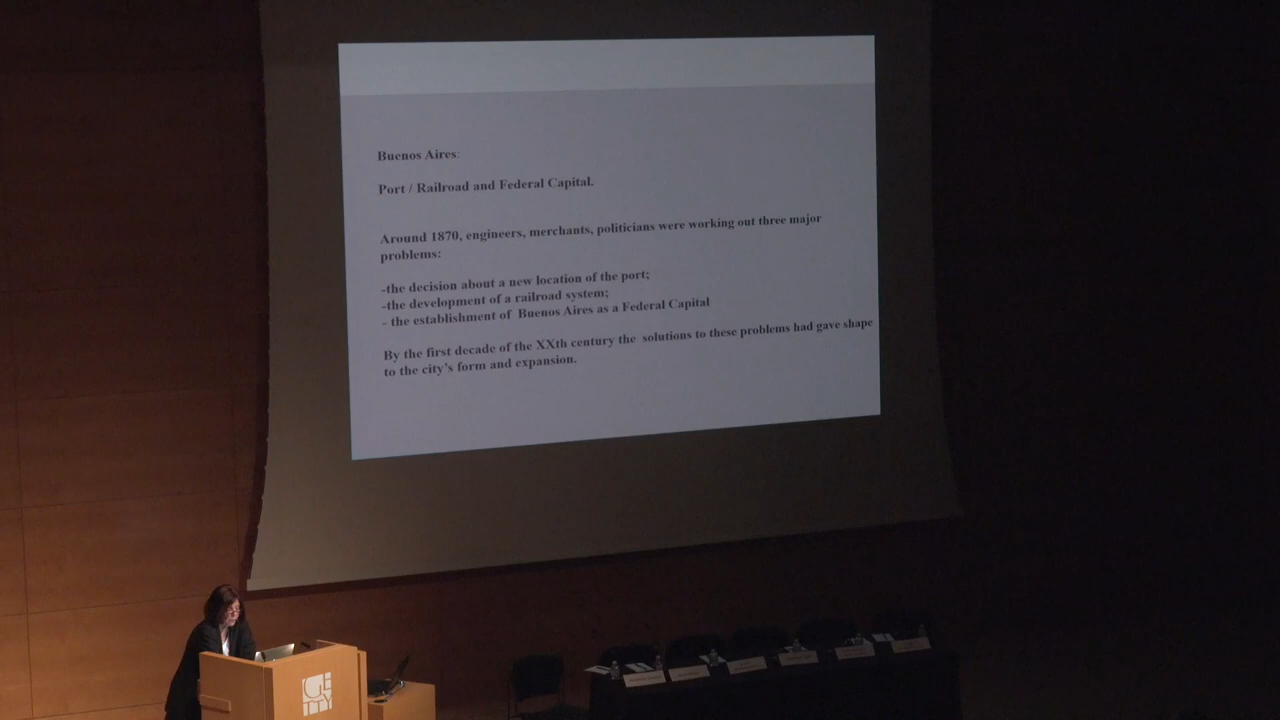 Buenos Aires:
Port / Railroad and Federal Capital.
Around 1870, engineers, merchants, politicians were working out three major
problems:
-the decision about a new location of the port;
-the development of a railroad system;
- the establishment of Buenos Aires as a Federal Capital
By the first decade of the XXth century the solutions to these problems had gave shape
to the city's form and expansion.
GE
TTY